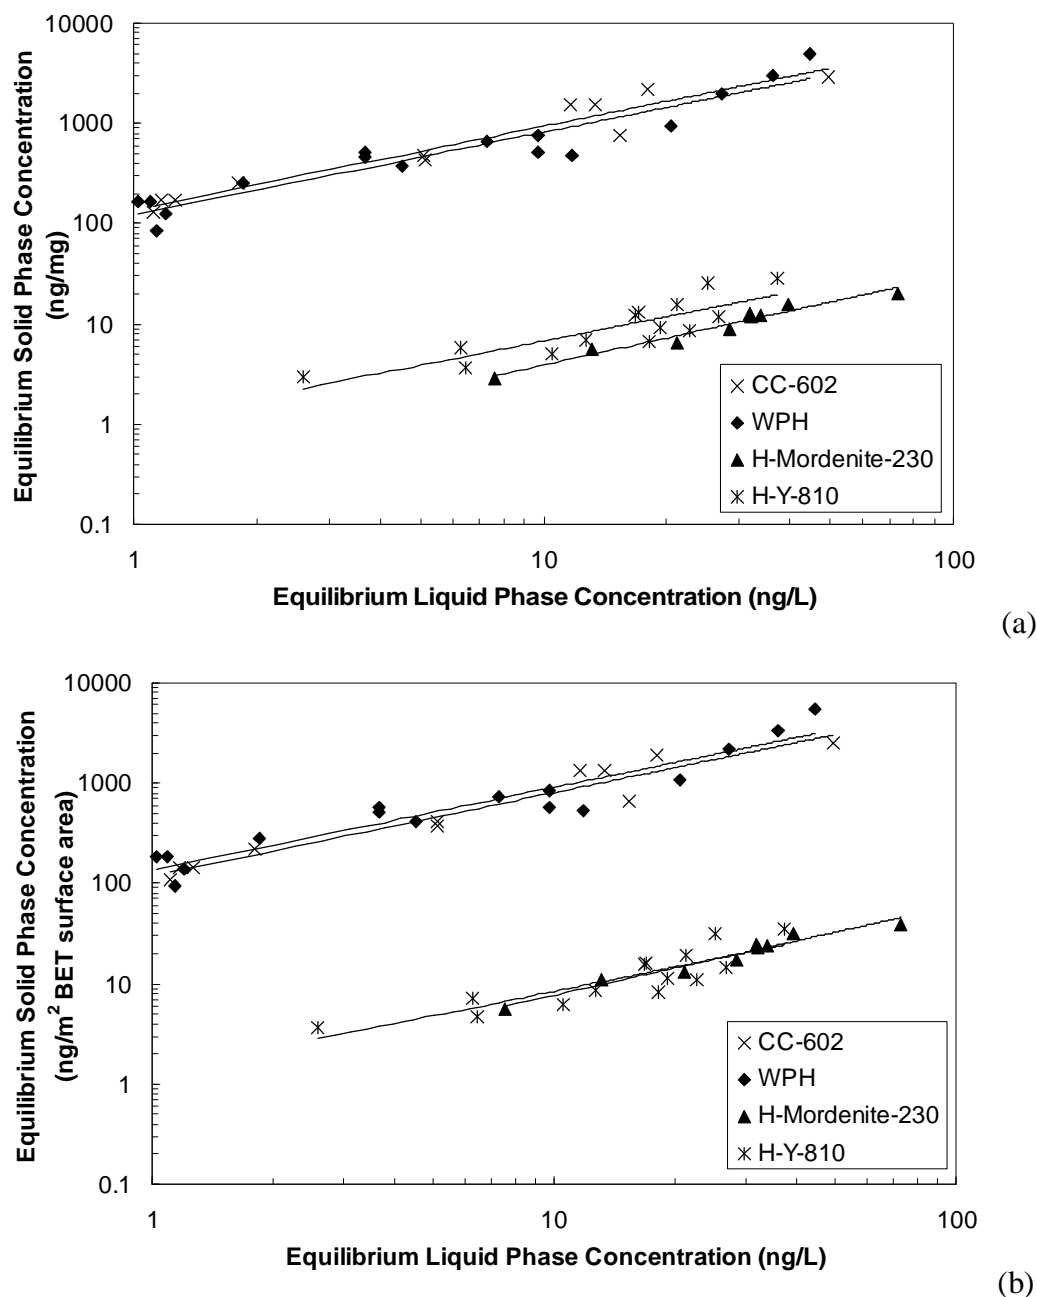 10000
1000
100
10
1
0.1
Equilibrium Solid Phase Concentration
(ng/mg)
CC-602
WPH
H-Mordenite-230
H-Y-810
1 10 100
Equilibrium Liquid Phase Concentration (ng/L)
(a)
10000
1000
100
10
1
0.1
Equilibrium Solid Phase Concentration
(ng/m² BET surface area)
CC-602
WPH
H-Mordenite-230
H-Y-810
1 10 100
Equilibrium Liquid Phase Concentration (ng/L)
(b)